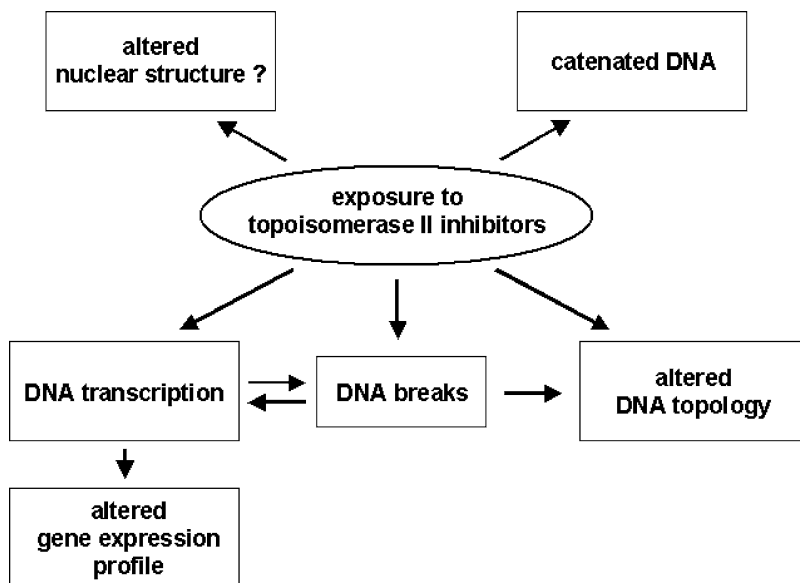 altered
nuclear structure ?
catenated DNA
exposure to
topoisomerase II inhibitors
DNA transcription
DNA breaks
altered
DNA topology
altered
gene expression
profile